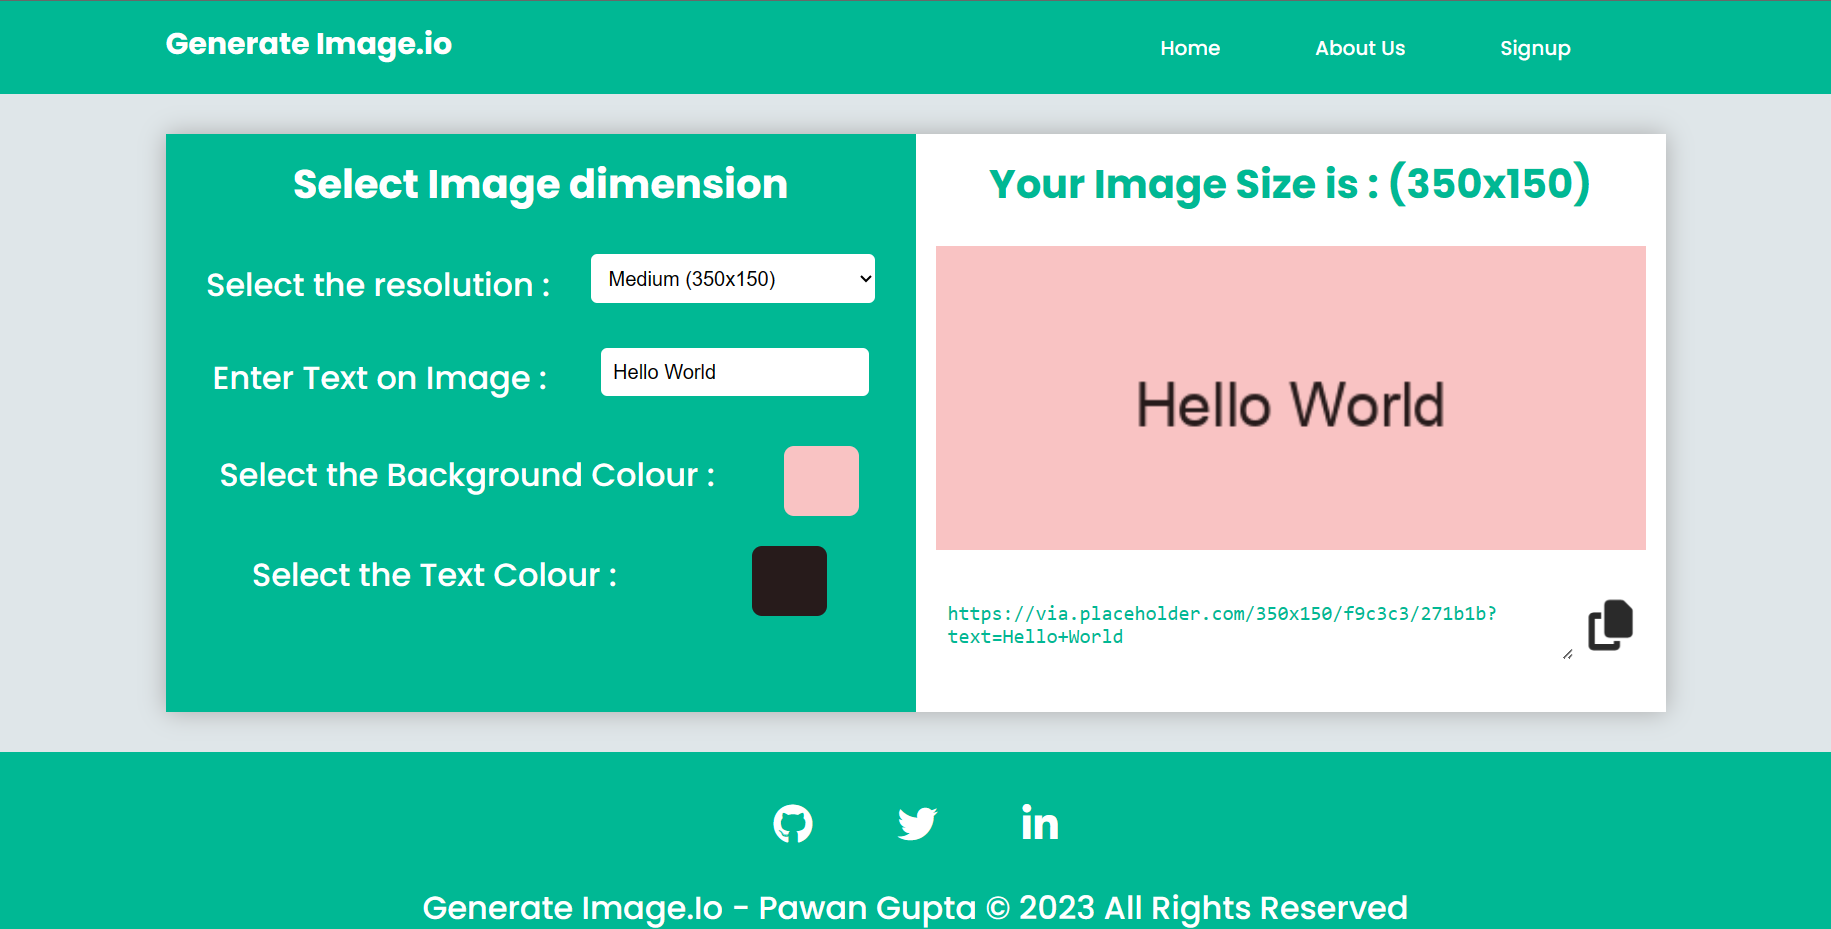 Generate Image.io
Home
About Us
Signup
Select Image dimension
Select the resolution :
Medium (350x150)
Enter Text on Image :
Hello World
Select the Background Colour :
Select the Text Colour :
Your Image Size is : (350x150)
Hello World
https://via.placeholder.com/350x150/f9c3c3/271b1b?
text=Hello+World
Generate Image.Io - Pawan Gupta © 2023 All Rights Reserved